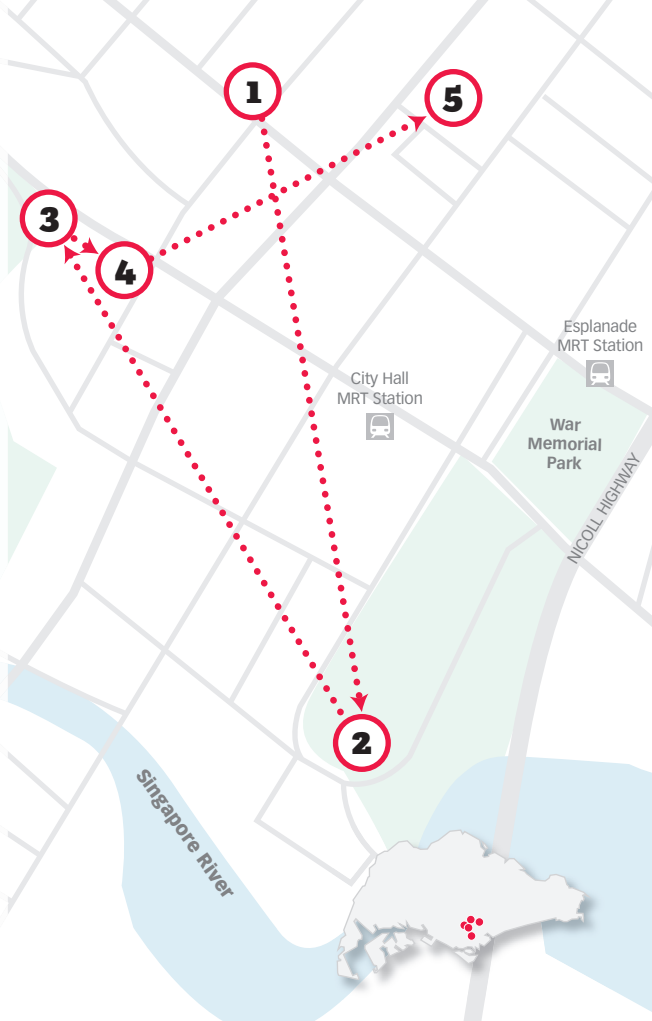 1
5
3
4
Esplanade
MRT Station
City Hall
MRT Station
War
Memorial
Park
NICOLL HIGHWAY
2
Singapore River